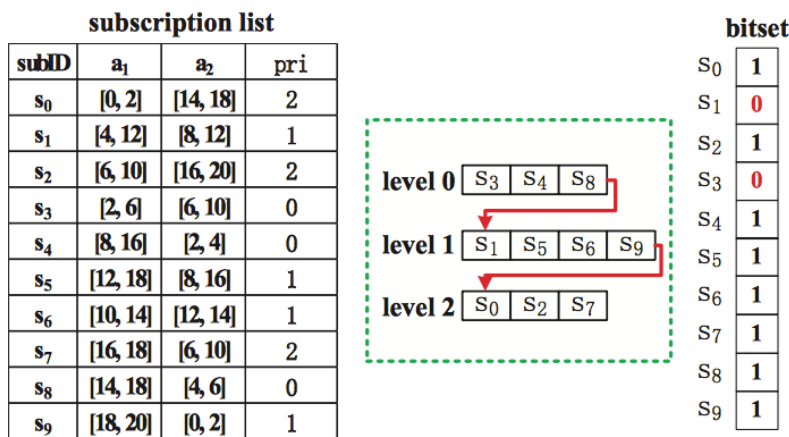 subscription list
subID a₁ a₂ pri
s₀ [0, 2] [14, 18] 2
s₁ [4, 12] [8, 12] 1
s₂ [6, 10] [16, 20] 2
s₃ [2, 6] [6, 10] 0
s₄ [8, 16] [2, 4] 0
s₅ [12, 18] [8, 16] 1
s₆ [10, 14] [12, 14] 1
s₇ [16, 18] [6, 10] 2
s₈ [14, 18] [4, 6] 0
s₉ [18, 20] [0, 2] 1
level 0 S₃ S₄ S₈
level 1 S₁ S₅ S₆ S₉
level 2 S₀ S₂ S₇
bitset
S₀ 1
S₁ 0
S₂ 1
S₃ 0
S₄ 1
S₅ 1
S₆ 1
S₇ 1
S₈ 1
S₉ 1